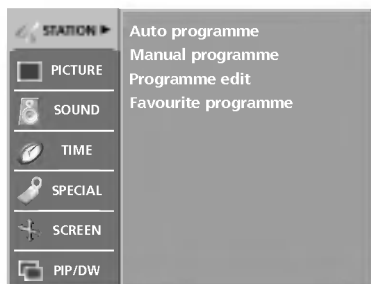 STATION ►
PICTURE
SOUND
TIME
SPECIAL
SCREEN
PIP/DW
Auto programme
Manual programme
Programme edit
Favourite programme